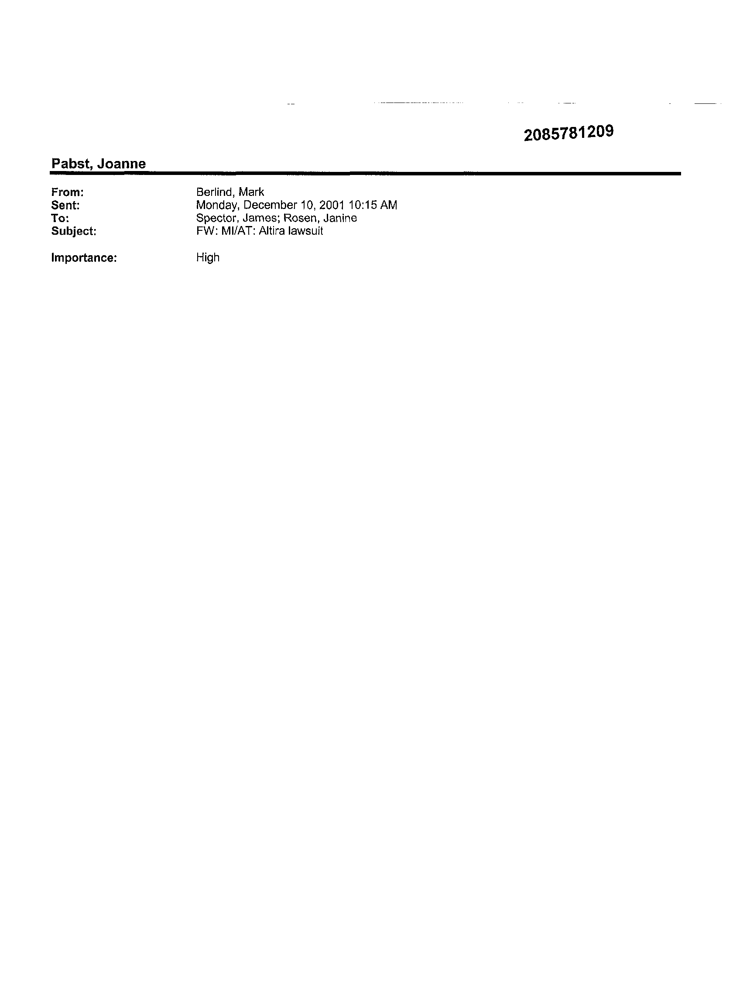 2085781209
Pabst, Joanne
From: Berlind, Mark
Sent: Monday, December 10, 2001 10:15 AM
To: Spector, James; Rosen, Janine
Subject: FW: MI/AT: Altira lawsuit
Importance: High